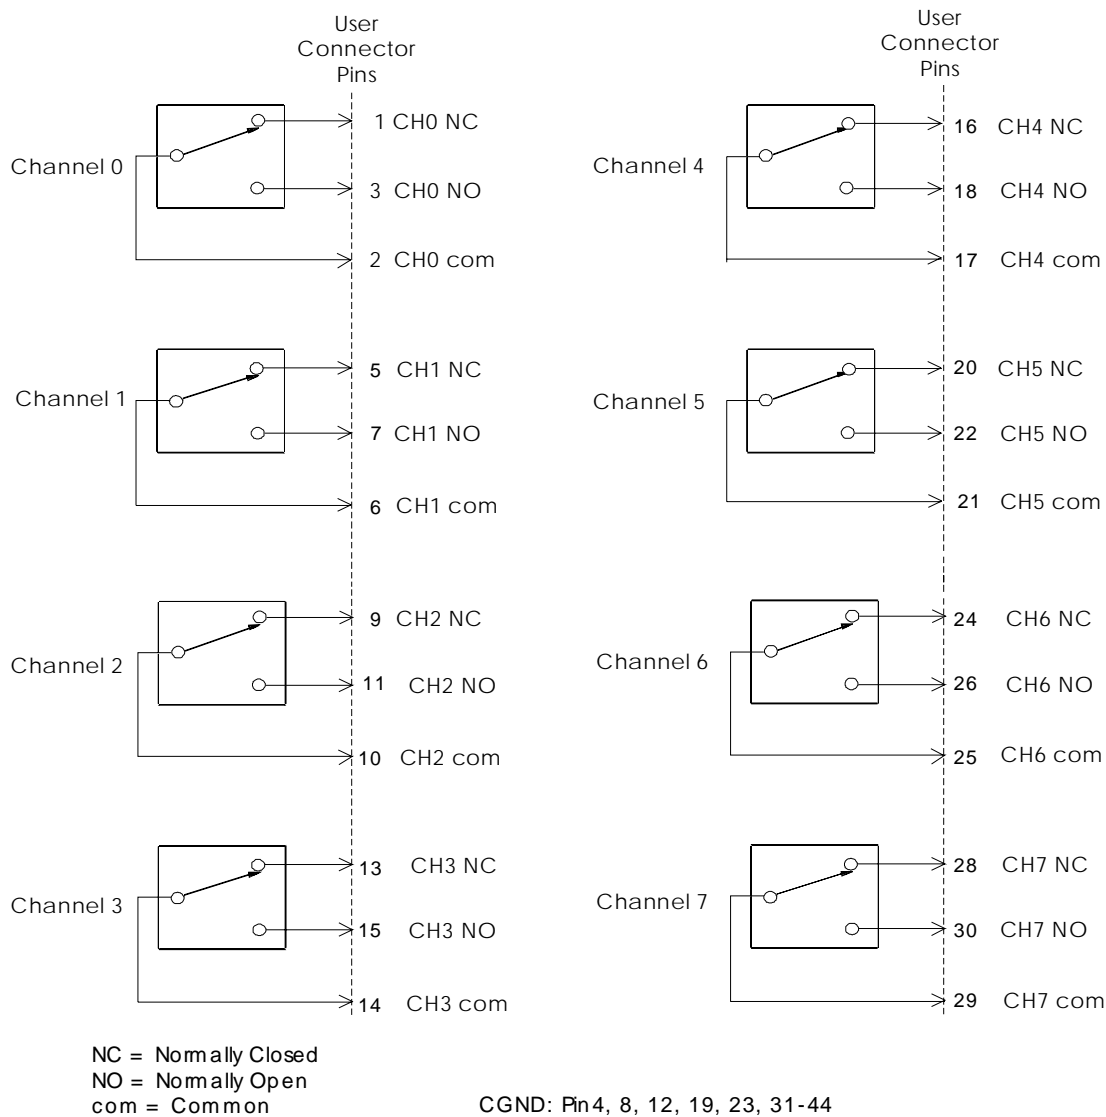 User
Connector
Pins
Channel 0
1 CH0 NC
3 CH0 NO
2 CH0 com
Channel 1
5 CH1 NC
7 CH1 NO
6 CH1 com
Channel 2
9 CH2 NC
11 CH2 NO
10 CH2 com
Channel 3
13 CH3 NC
15 CH3 NO
14 CH3 com
User
Connector
Pins
Channel 4
16 CH4 NC
18 CH4 NO
17 CH4 com
Channel 5
20 CH5 NC
22 CH5 NO
21 CH5 com
Channel 6
24 CH6 NC
26 CH6 NO
25 CH6 com
Channel 7
28 CH7 NC
30 CH7 NO
29 CH7 com
NC = Normally Closed
NO = Normally Open
com = Common
CGND: Pin4, 8, 12, 19, 23, 31-44